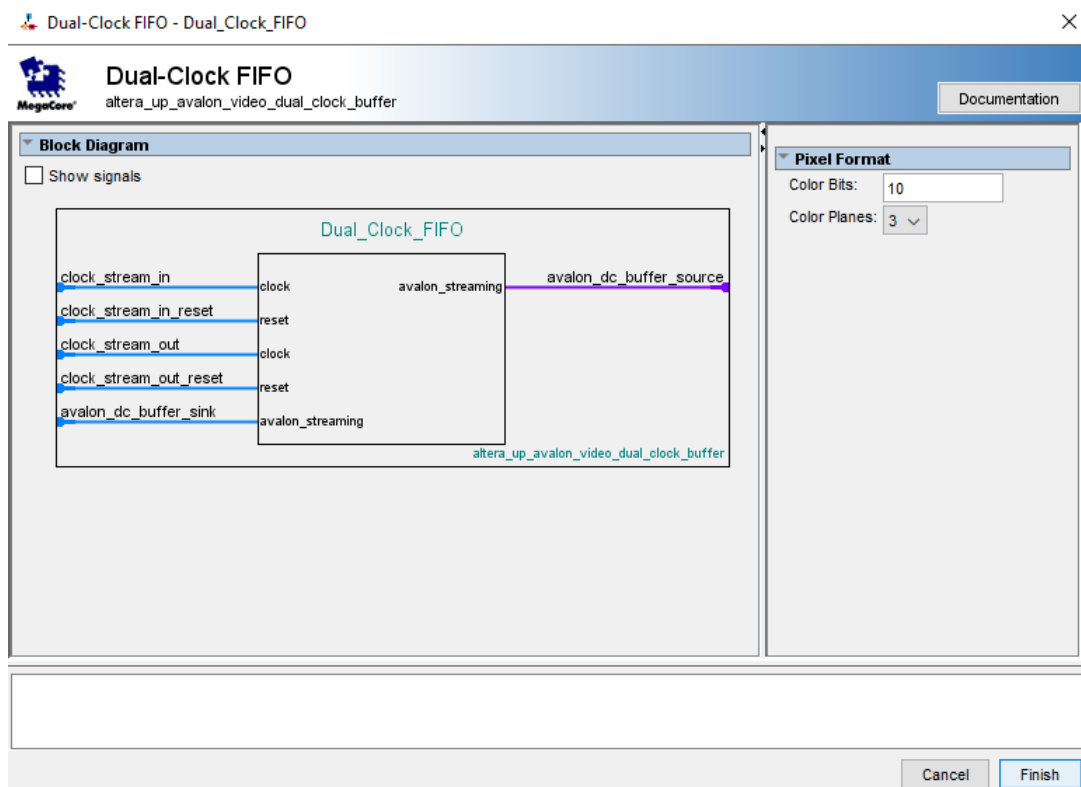 Dual-Clock FIFO - Dual_Clock_FIFO
MegaCore®
Dual-Clock FIFO
altera_up_avalon_video_dual_clock_buffer
Documentation
Block Diagram
Show signals
Dual_Clock_FIFO
clock_stream_in
clock
avalon_streaming
avalon_dc_buffer_source
clock_stream_in_reset
reset
clock_stream_out
clock
clock_stream_out_reset
reset
avalon_dc_buffer_sink
avalon_streaming
altera_up_avalon_video_dual_clock_buffer
Pixel Format
Color Bits: 10
Color Planes: 3
Cancel
Finish